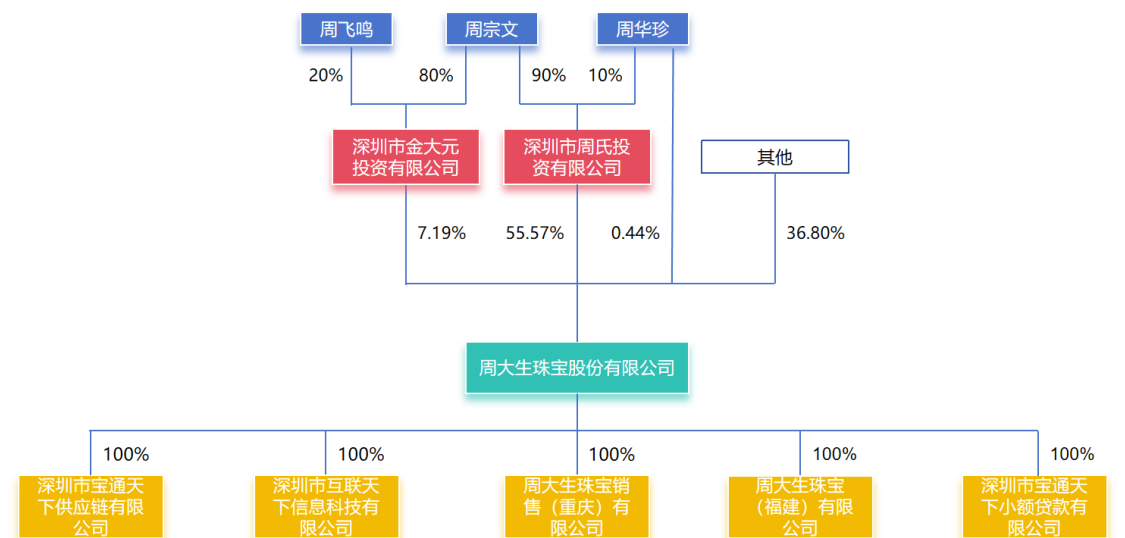 周飞鸣
周宗文
周华珍
20%
80%
90%
10%
深圳市金大元
投资有限公司
深圳市周氏投
资有限公司
其他
7.19%
55.57%
0.44%
36.80%
周大生珠宝股份有限公司
100%
100%
100%
100%
100%
深圳市宝通天
下供应链有限
公司
深圳市互联天
下信息科技有
限公司
周大生珠宝销
售（重庆）有
限公司
周大生珠宝
（福建）有限
公司
深圳市宝通天
下小额贷款有
限公司